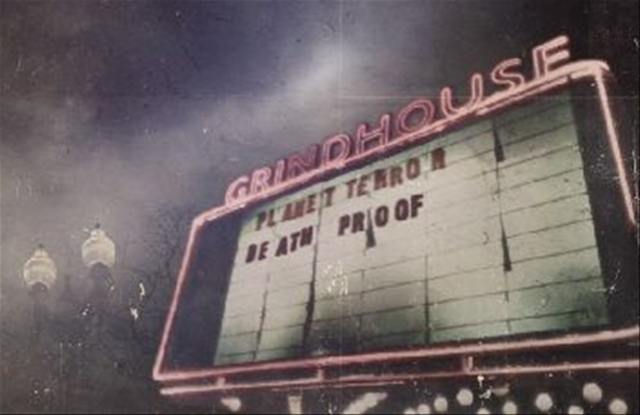 GRINDHOUSE
PLANET TERROR
DEATH PROOF